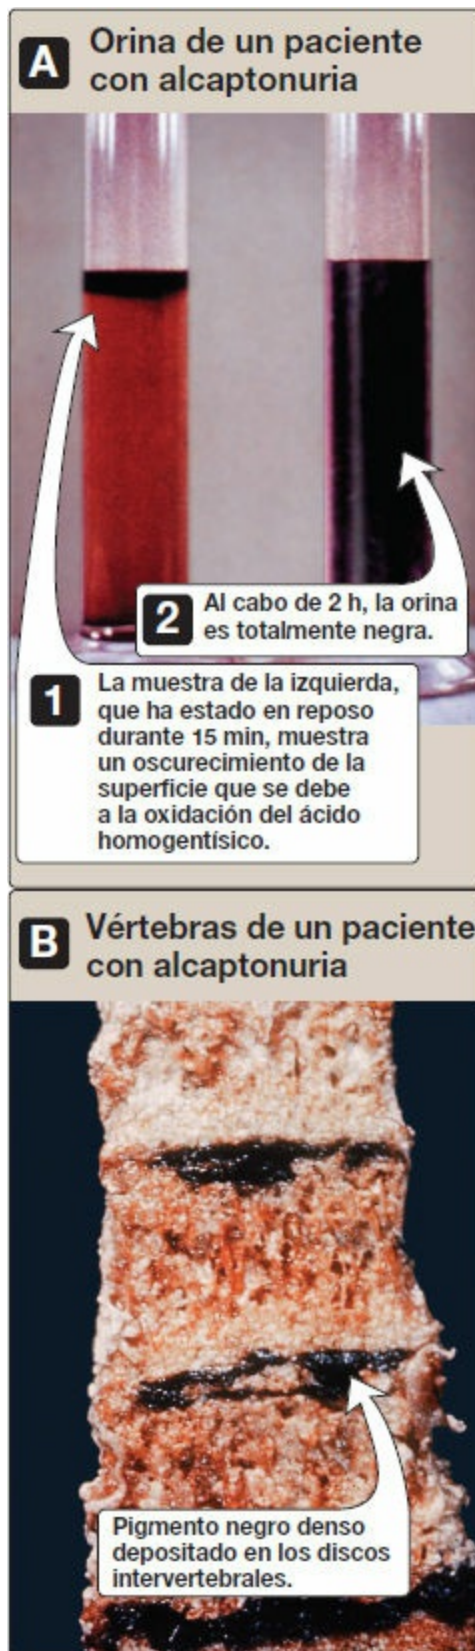 A
Orina de un paciente
con alcaptonuria
2
Al cabo de 2 h, la orina
es totalmente negra.
1
La muestra de la izquierda,
que ha estado en reposo
durante 15 min, muestra
un oscurecimiento de la
superficie que se debe
a la oxidación del ácido
homogentísico.
B
Vértebras de un paciente
con alcaptonuria
Pigmento negro denso
depositado en los discos
intervertebrales.